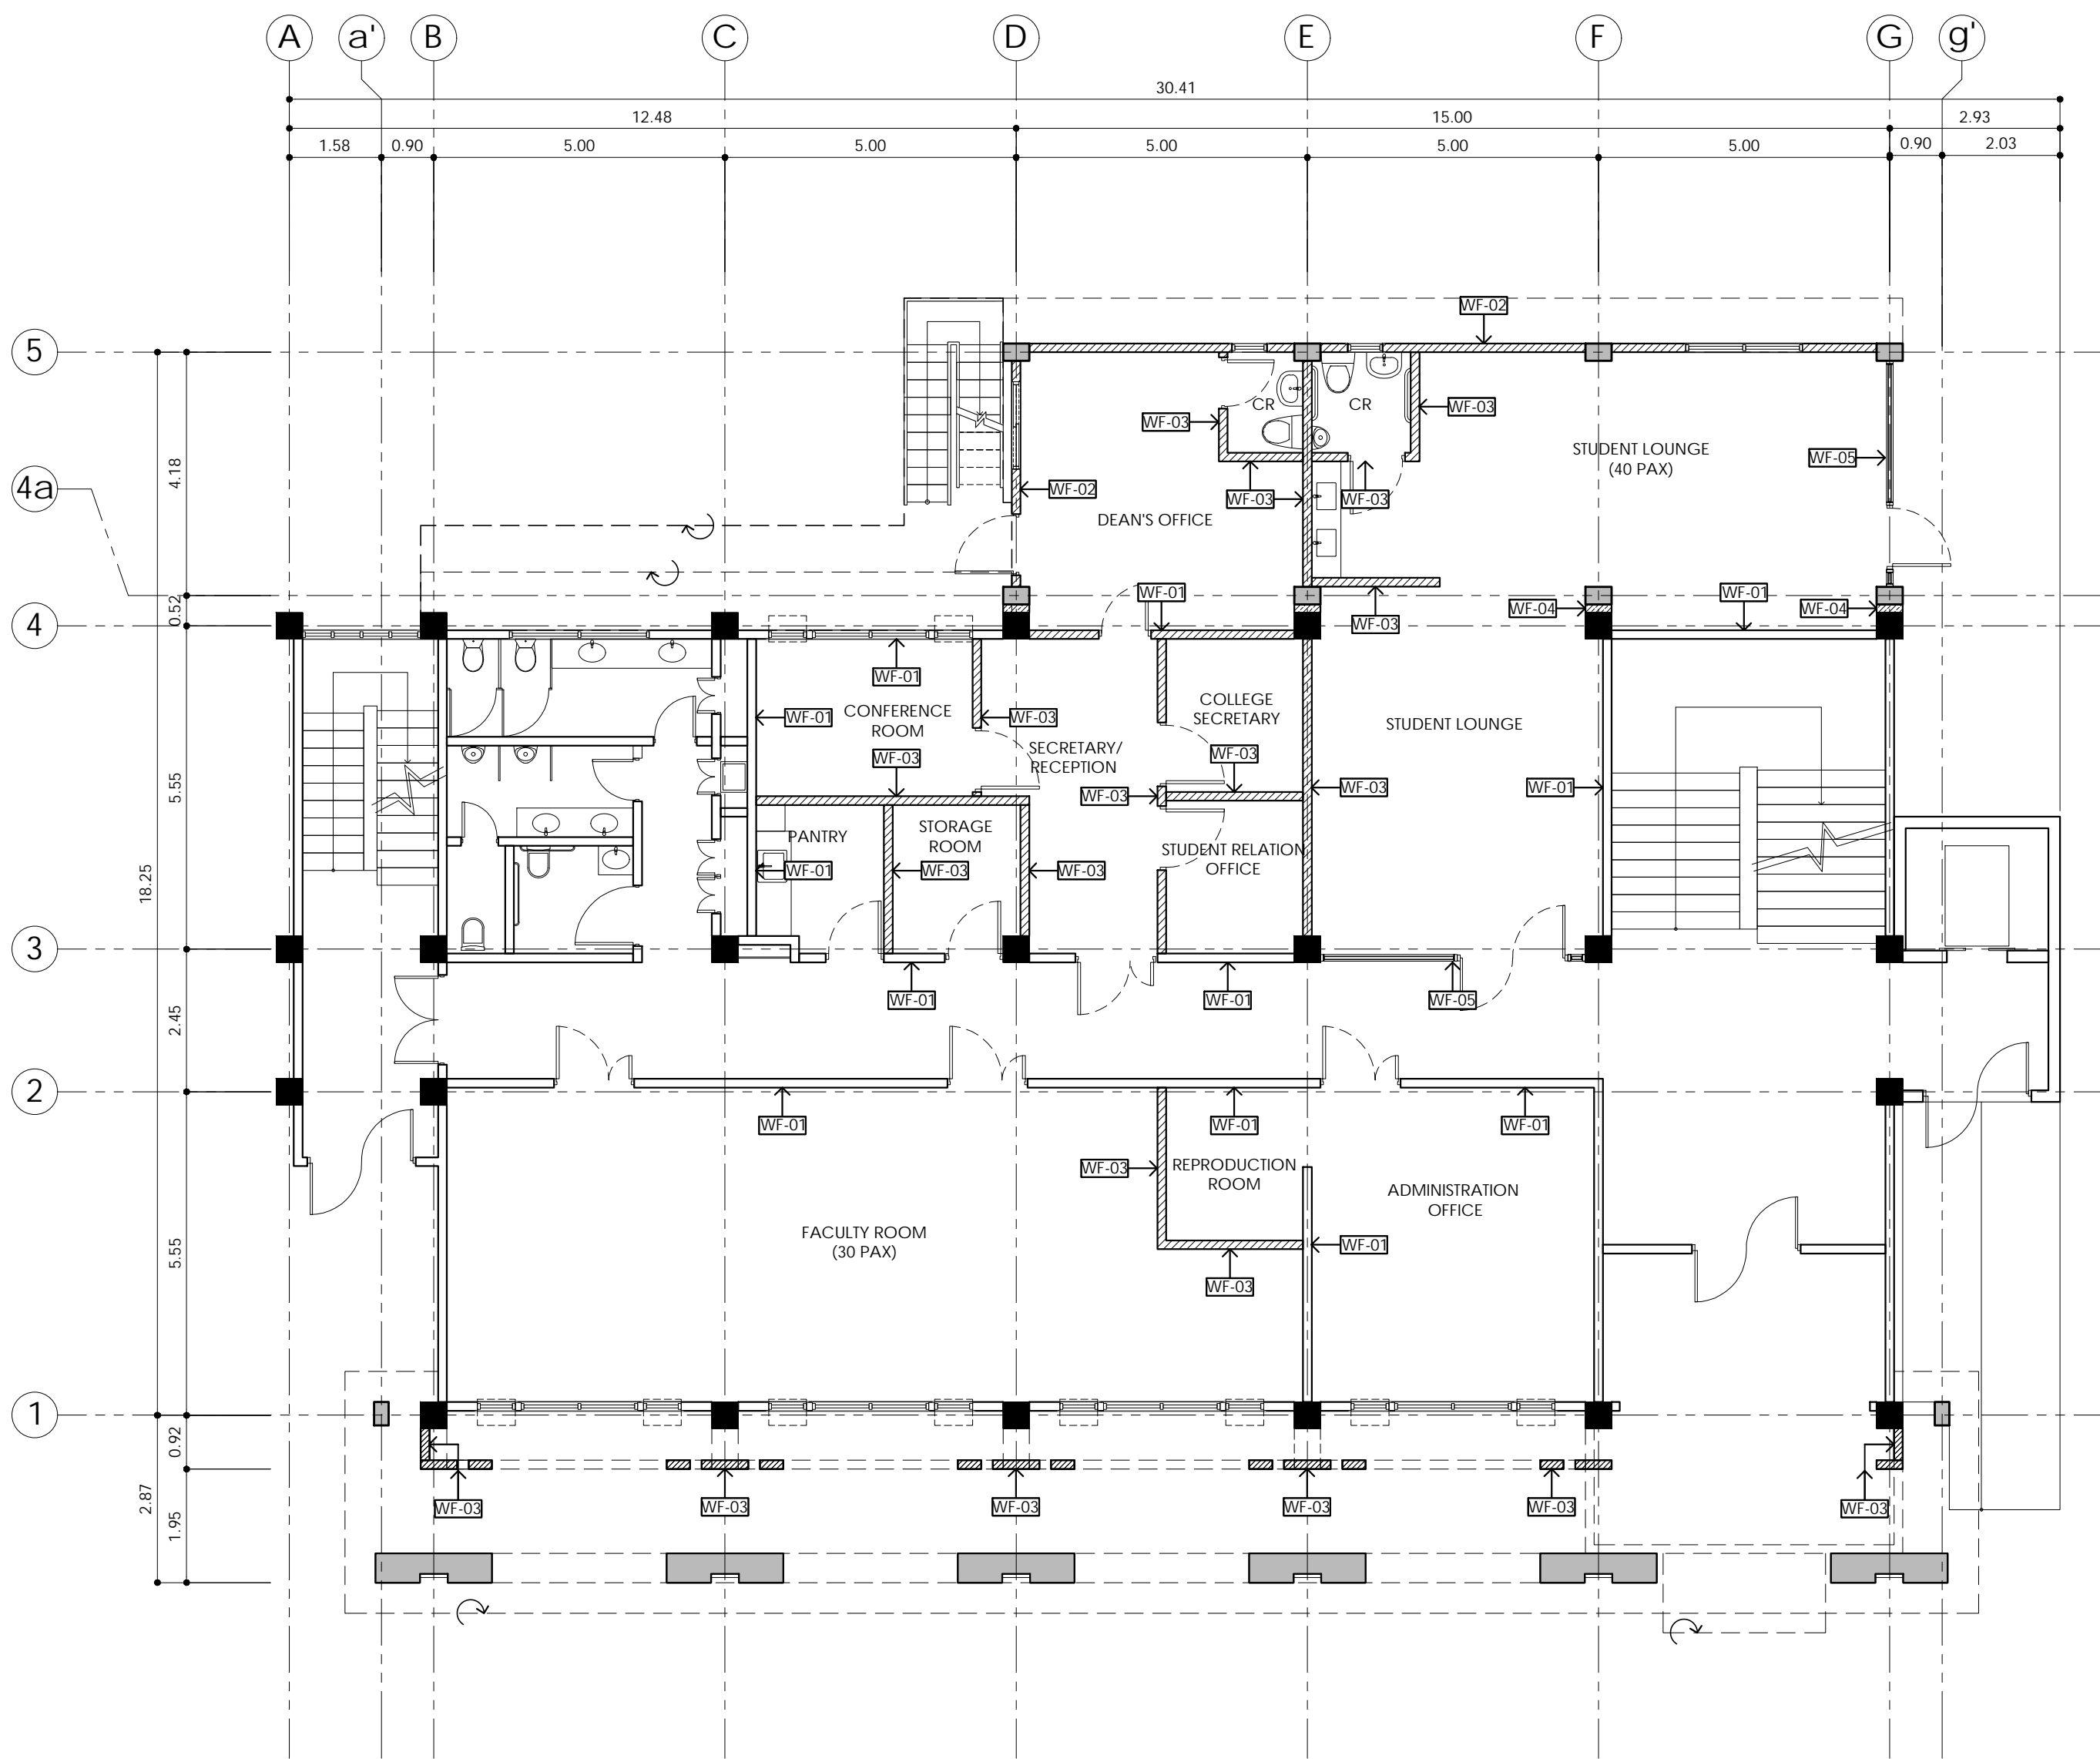 A a' B C D E F G g'
30.41
12.48 15.00 2.93
1.58 0.90 5.00 5.00 5.00 5.00 5.00 0.90 2.03
WF-02
5
CR CR WF-03
WF-03
STUDENT LOUNGE
(40 PAX)
WF-05
4.18
4a
WF-02 WF-03 WF-03
DEAN'S OFFICE
0.52
WF-01 WF-01
WF-04 WF-04
4
WF-03
WF-01
COLLEGE
SECRETARY
CONFERENCE
ROOM
WF-01 WF-03
STUDENT LOUNGE
SECRETARY/
RECEPTION
WF-03 WF-03
5.55
WF-03 WF-03 WF-01
STORAGE
ROOM
PANTRY
STUDENT RELATION
OFFICE
WF-01 WF-03 WF-03
18.25
3
WF-01 WF-01 WF-05
2.45
2
WF-01 WF-01 WF-01
WF-03
REPRODUCTION
ROOM
ADMINISTRATION
OFFICE
FACULTY ROOM
(30 PAX)
WF-01
5.55
WF-03
1
0.92
2.87
WF-03 WF-03 WF-03 WF-03 WF-03 WF-03
1.95